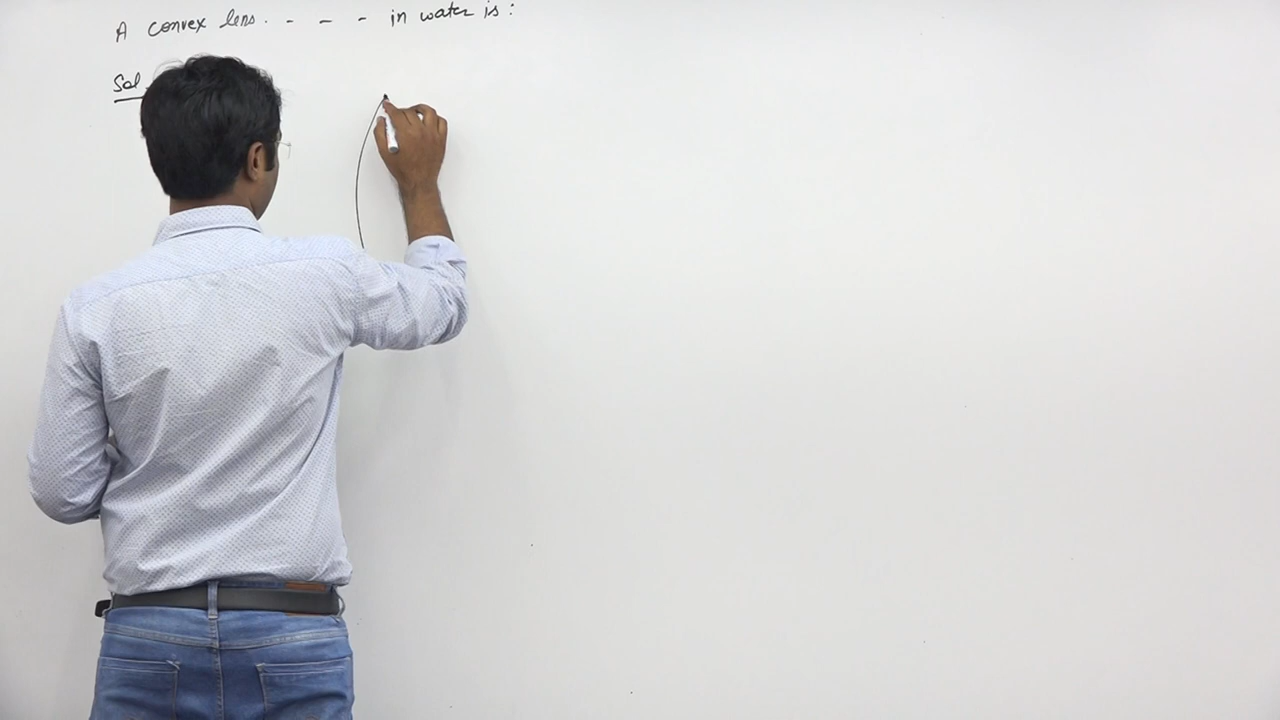 A convex lens. - - - in water is :
Sol